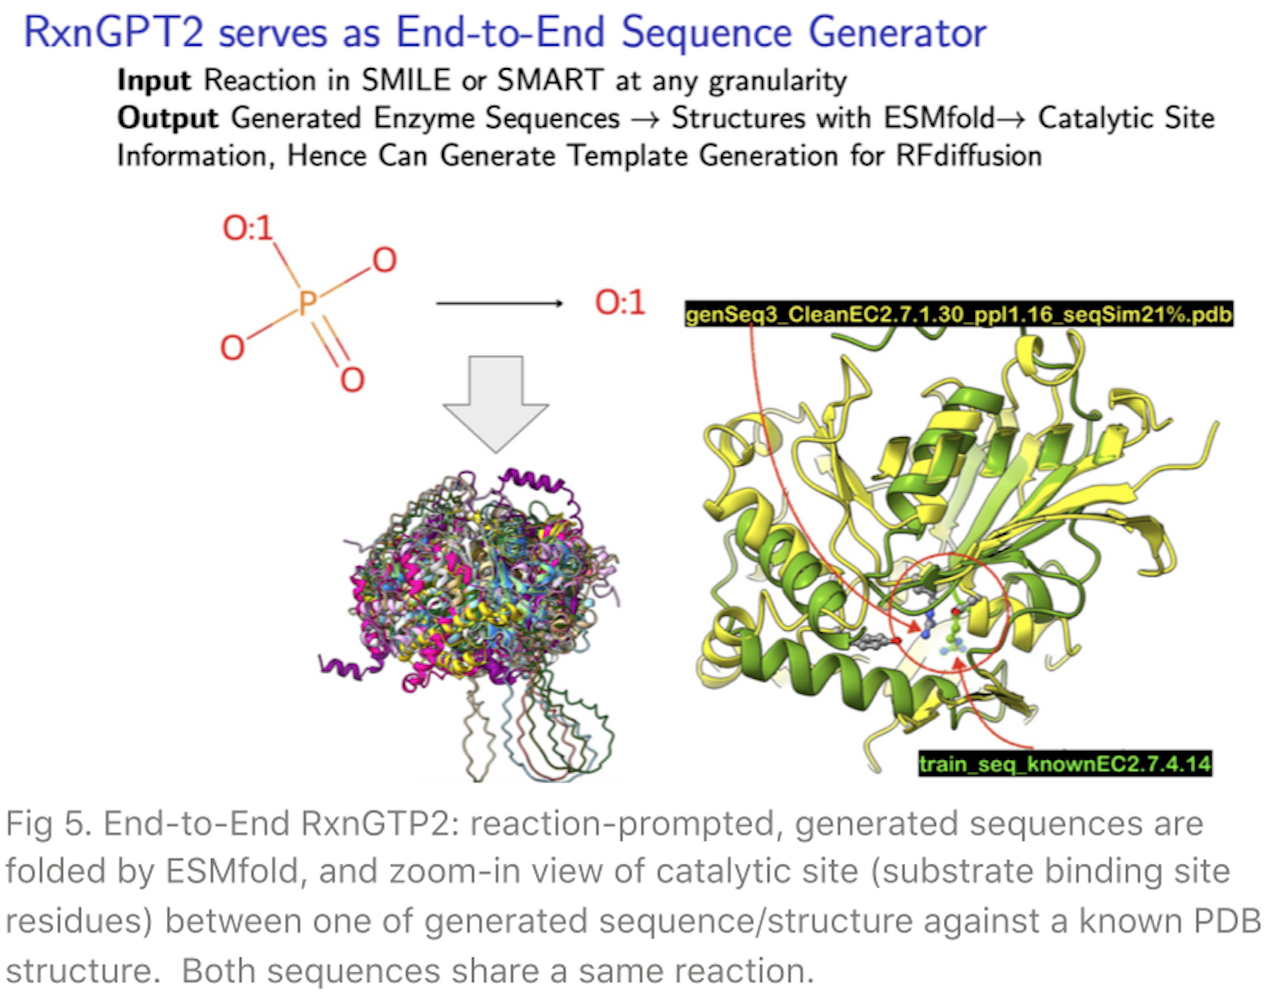 RxnGPT2 serves as End-to-End Sequence Generator
Input Reaction in SMILE or SMART at any granularity
Output Generated Enzyme Sequences → Structures with ESMfold→ Catalytic Site
Information, Hence Can Generate Template Generation for RFdiffusion
O:1
O
P
O
O
O:1
genSeq3_CleanEC2.7.1.30_ppl1.16_seqSim21%.pdb
train_seq_knownEC2.7.4.14
Fig 5. End-to-End RxnGTP2: reaction-prompted, generated sequences are
folded by ESMfold, and zoom-in view of catalytic site (substrate binding site
residues) between one of generated sequence/structure against a known PDB
structure.  Both sequences share a same reaction.